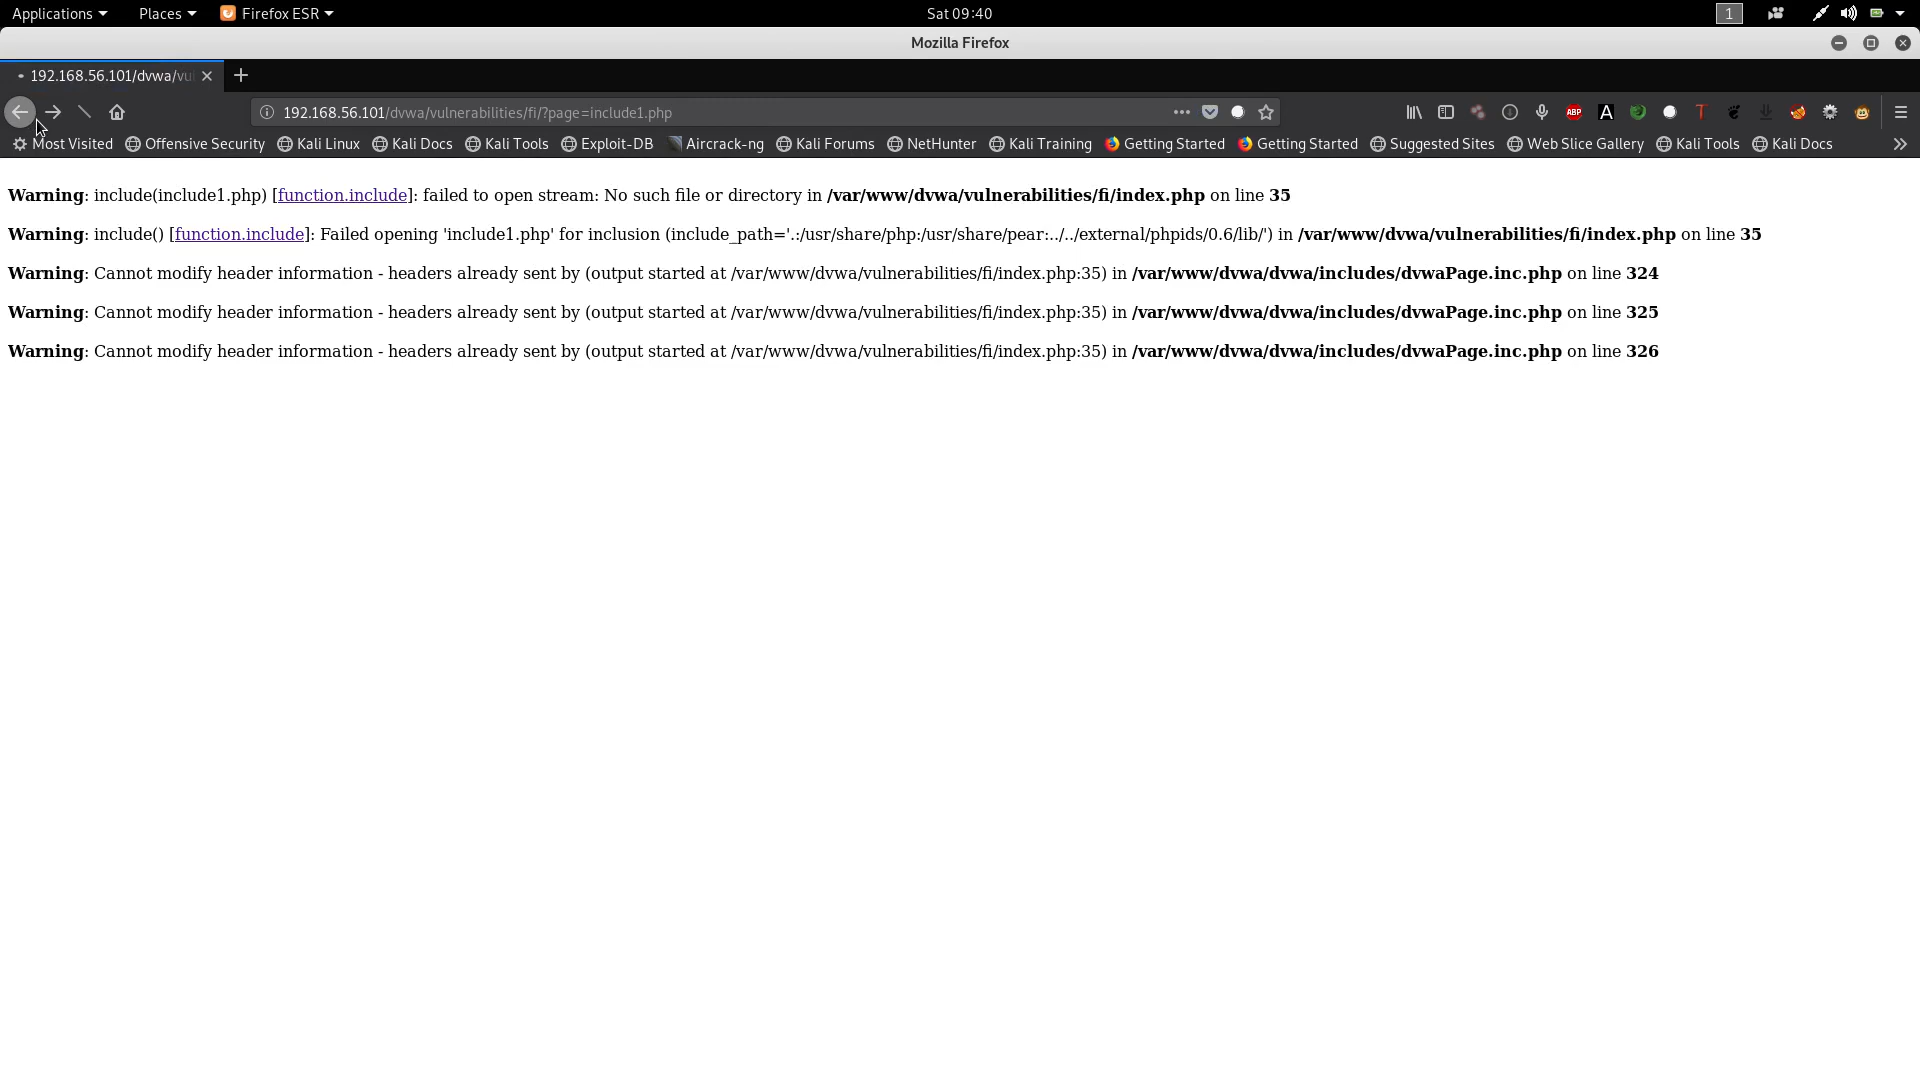 Applications Places Firefox ESR Sat 09:40 1
Mozilla Firefox
192.168.56.101/dvwa/vul
192.168.56.101/dvwa/vulnerabilities/fi/?page=include1.php ABP A T
Most Visited Offensive Security Kali Linux Kali Docs Kali Tools Exploit-DB Aircrack-ng Kali Forums NetHunter Kali Training Getting Started Getting Started Suggested Sites Web Slice Gallery Kali Tools Kali Docs
Warning: include(include1.php) [function.include]: failed to open stream: No such file or directory in /var/www/dvwa/vulnerabilities/fi/index.php on line 35
Warning: include() [function.include]: Failed opening 'include1.php' for inclusion (include_path='.:/usr/share/php:/usr/share/pear:../../external/phpids/0.6/lib/') in /var/www/dvwa/vulnerabilities/fi/index.php on line 35
Warning: Cannot modify header information - headers already sent by (output started at /var/www/dvwa/vulnerabilities/fi/index.php:35) in /var/www/dvwa/dvwa/includes/dvwaPage.inc.php on line 324
Warning: Cannot modify header information - headers already sent by (output started at /var/www/dvwa/vulnerabilities/fi/index.php:35) in /var/www/dvwa/dvwa/includes/dvwaPage.inc.php on line 325
Warning: Cannot modify header information - headers already sent by (output started at /var/www/dvwa/vulnerabilities/fi/index.php:35) in /var/www/dvwa/dvwa/includes/dvwaPage.inc.php on line 326